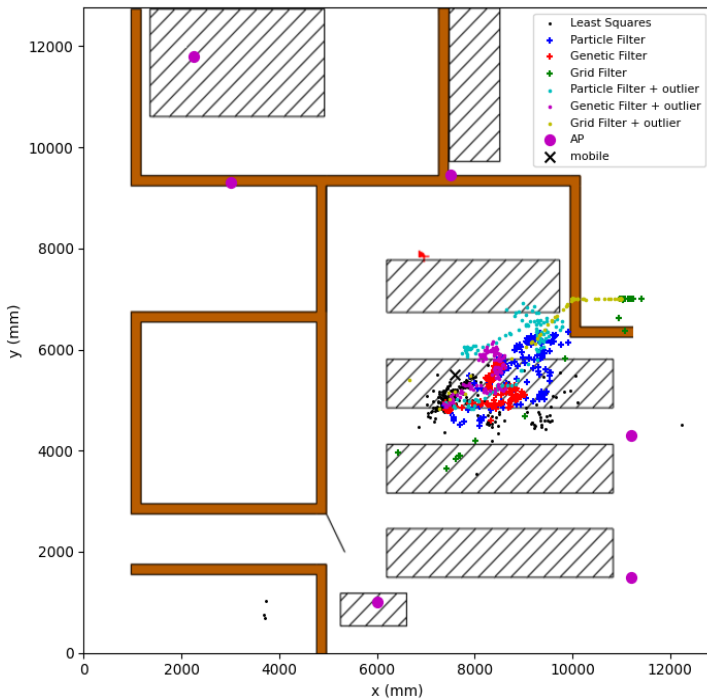 12000
10000
8000
6000
4000
2000
0
y (mm)
Least Squares
Particle Filter
Genetic Filter
Grid Filter
Particle Filter + outlier
Genetic Filter + outlier
Grid Filter + outlier
AP
mobile
0 2000 4000 6000 8000 10000 12000
x (mm)